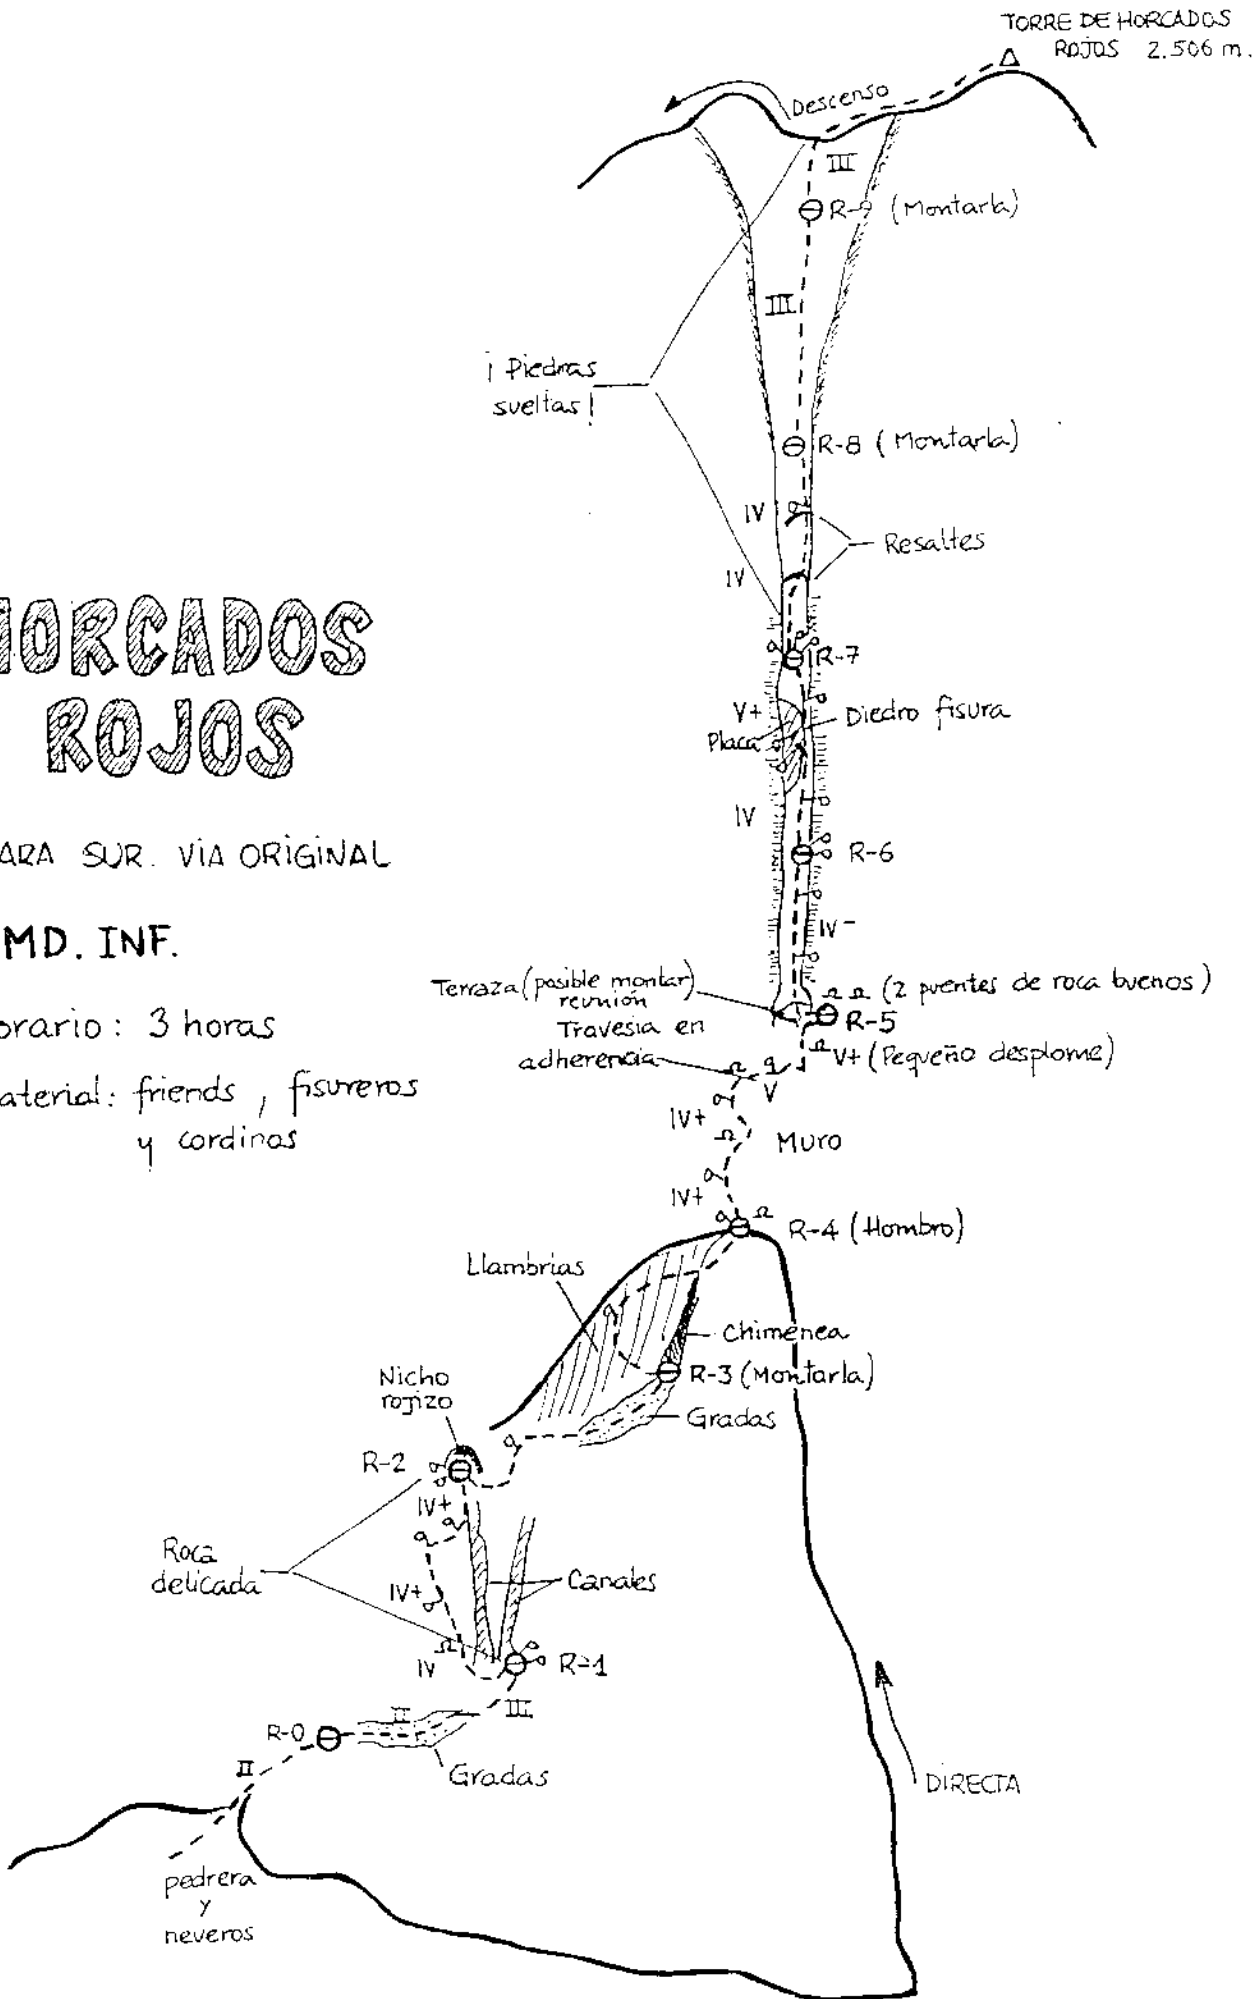 TORRE DE HORCADOS
ROJOS 2.506 m.
Descenso
III
R-9 (Montarla)
III
¡ Piedras
sueltas !
R-8 (Montarla)
IV
Resaltes
IV
HORCADOS
ROJOS
R-7
V+
Placa
Diedro fisura
IV
ARA SUR. VÍA ORIGINAL
R-6
MD. INF.
IV-
Terraza (posible montar)
reunión
(2 puentes de roca buenos)
R-5
orario: 3 horas
Travesia en
adherencia
V+ (Pequeño desplome)
V
aterial: friends, fisureros
y cordinos
IV+
Muro
IV+
R-4 (Hombro)
Llambrias
Chimenea
R-3 (Montarla)
Nicho
rojizo
Gradas
R-2
IV+
Roca
delicada
IV+
Canales
IV
R-1
III
II
R-0
II
Gradas
DIRECTA
pedrera
y
neveros